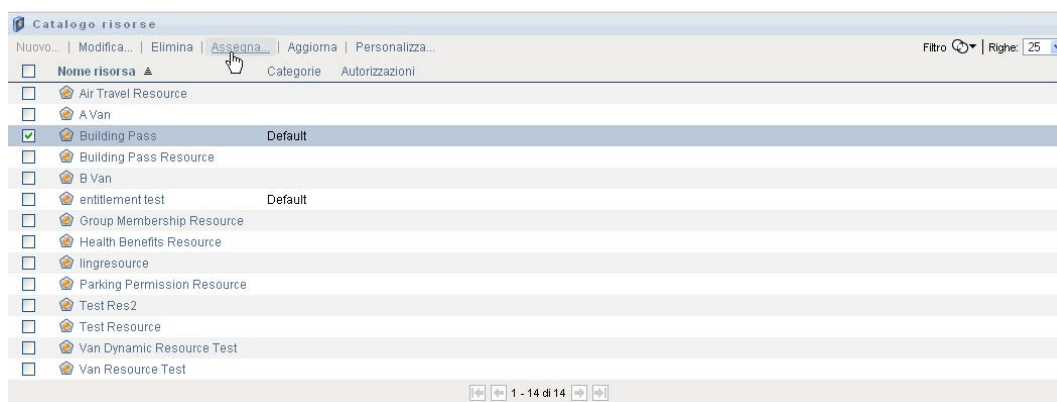 Catalogo risorse
Nuovo... | Modifica... | Elimina | Assegna... | Aggiorna | Personalizza... Filtro Righe: 25
Nome risorsa Categorie Autorizzazioni
Air Travel Resource
A Van
Building Pass Default
Building Pass Resource
B Van
entitlement test Default
Group Membership Resource
Health Benefits Resource
lingresource
Parking Permission Resource
Test Res2
Test Resource
Van Dynamic Resource Test
Van Resource Test
1 - 14 di 14